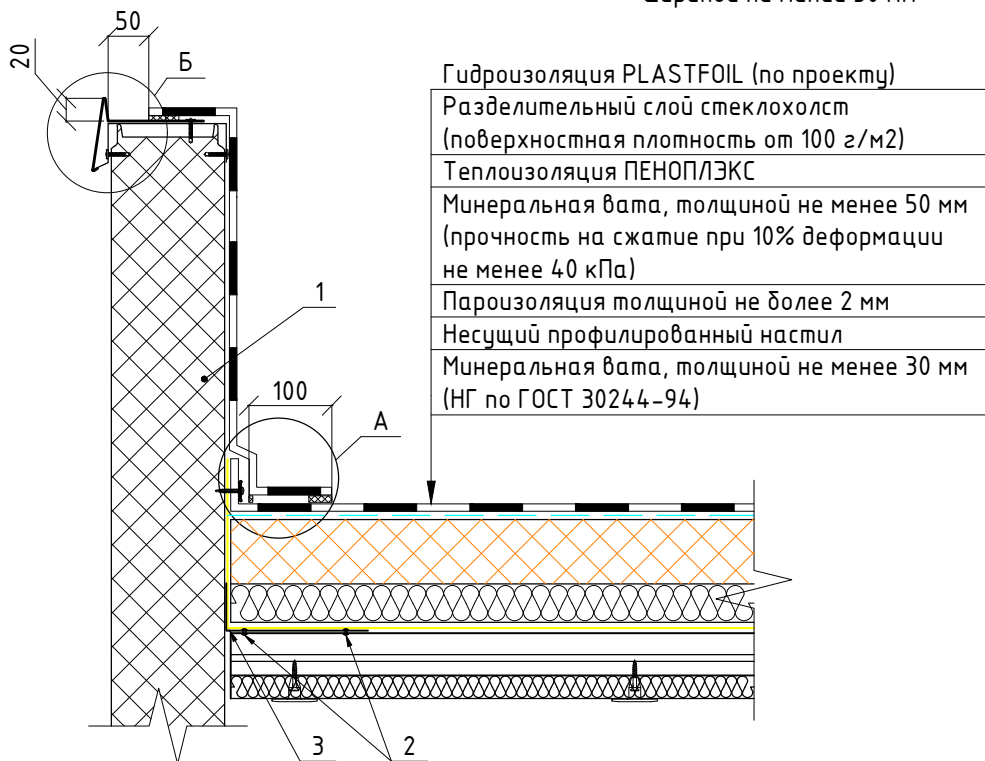 50
20
Б
Гидроизоляция PLASTFOIL (по проекту)
Разделительный слой стеклохолст
(поверхностная плотность от 100 г/м2)
Теплоизоляция ПЕНОПЛЭКС
Минеральная вата, толщиной не менее 50 мм
(прочность на сжатие при 10% деформации
не менее 40 кПа)
Пароизоляция толщиной не более 2 мм
Несущий профилированный настил
Минеральная вата, толщиной не менее 30 мм
(НГ по ГОСТ 30244-94)
1
100
А
3
2